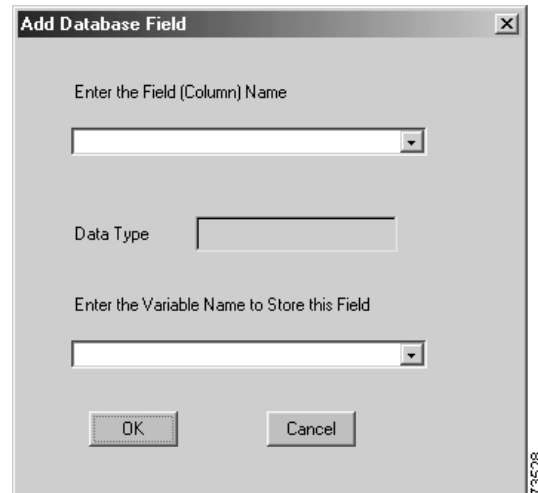 Add Database Field
Enter the Field (Column) Name
Data Type
Enter the Variable Name to Store this Field
OK Cancel
73528